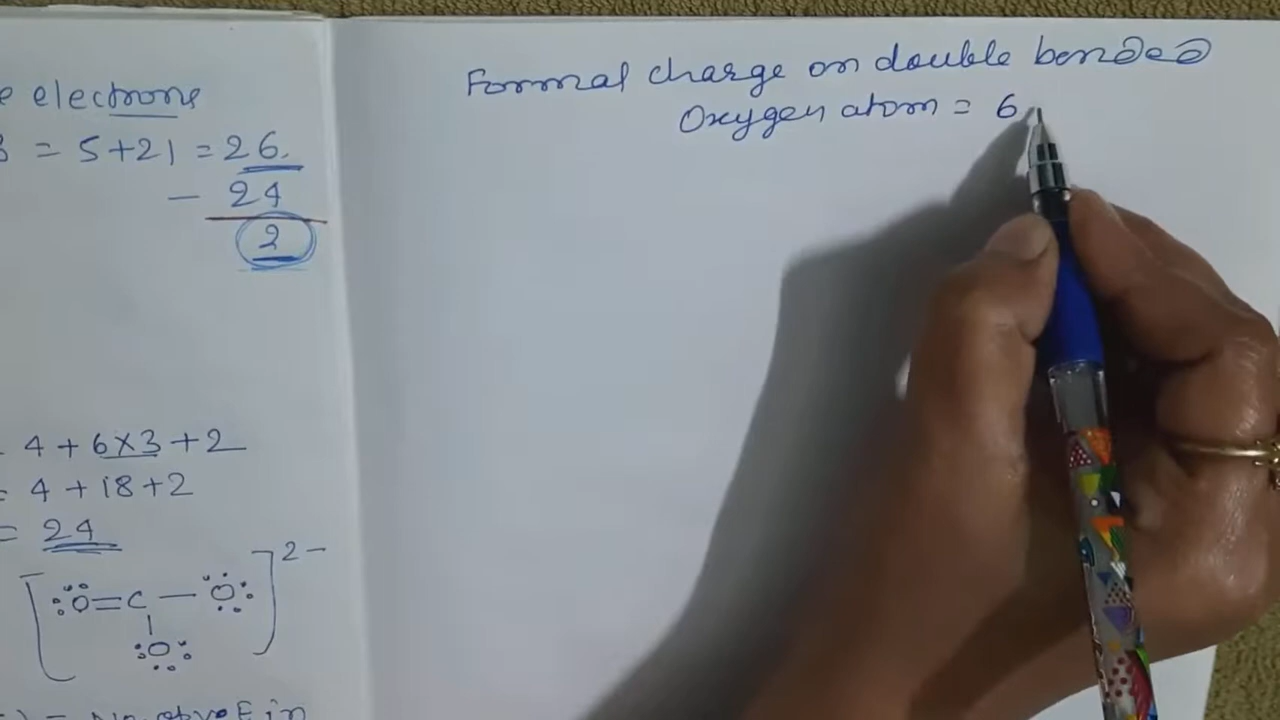 e electrons
3 = 5+21 = 26.
- 24
2
4 + 6×3 + 2
= 4 + 18+2
= 24
[:O=C—O:]2-
O
Formal charge on double bonded
Oxygen atom = 6